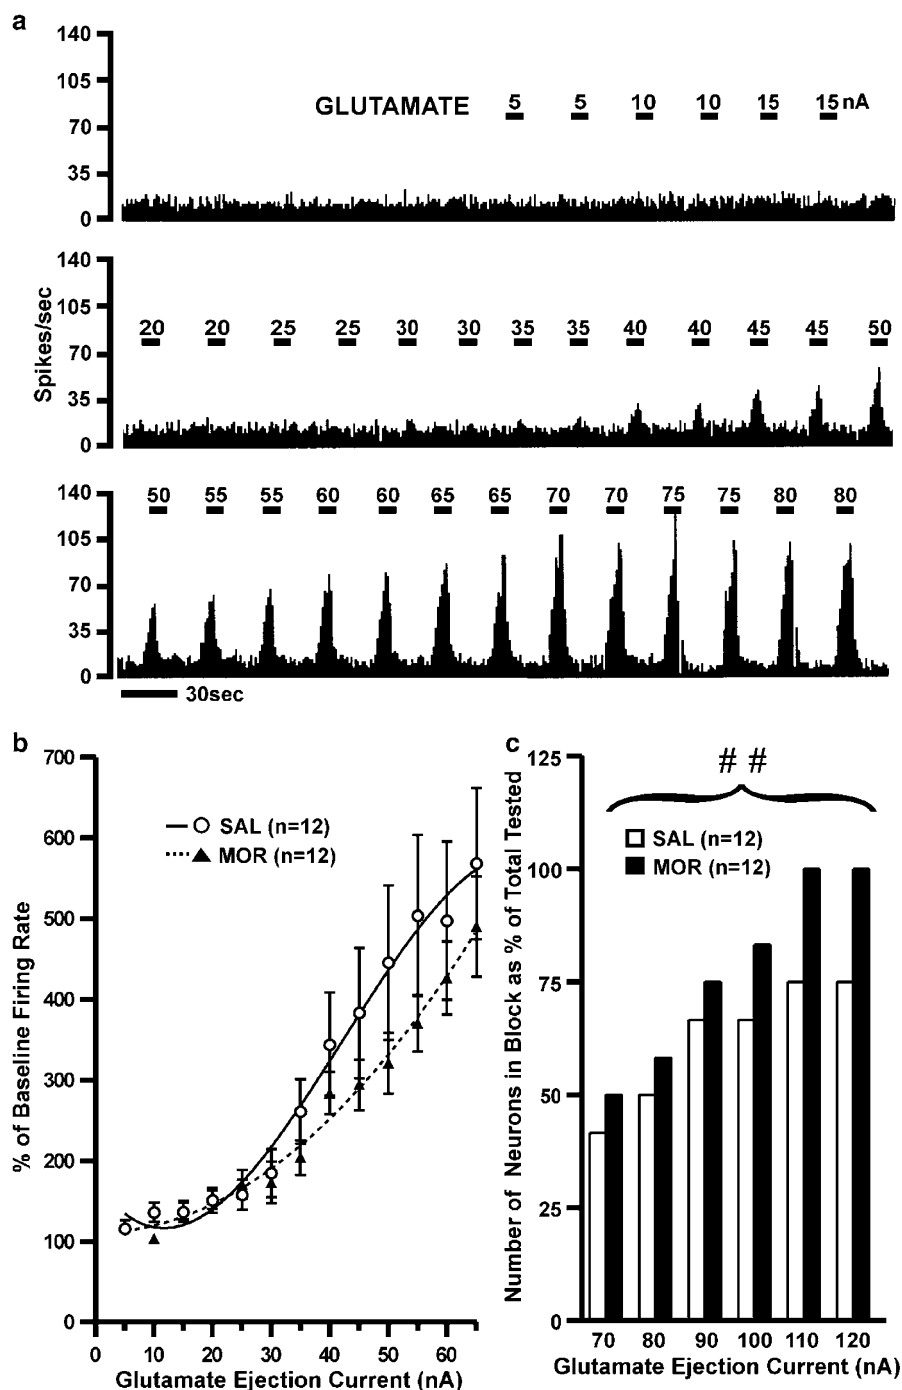 a
140
105
70
35
0
GLUTAMATE 5 5 10 10 15 15 nA
Spikes/sec
140
105
70
35
0
20 20 25 25 30 30 35 35 40 40 45 45 50
140
105
70
35
0
50 55 55 60 60 65 65 70 70 75 75 80 80
30sec
b
% of Baseline Firing Rate
700
600
500
400
300
200
100
0
SAL (n=12)
MOR (n=12)
0 10 20 30 40 50 60
Glutamate Ejection Current (nA)
c
Number of Neurons in Block as % of Total Tested
125
100
75
50
25
0
# #
SAL (n=12)
MOR (n=12)
70 80 90 100 110 120
Glutamate Ejection Current (nA)